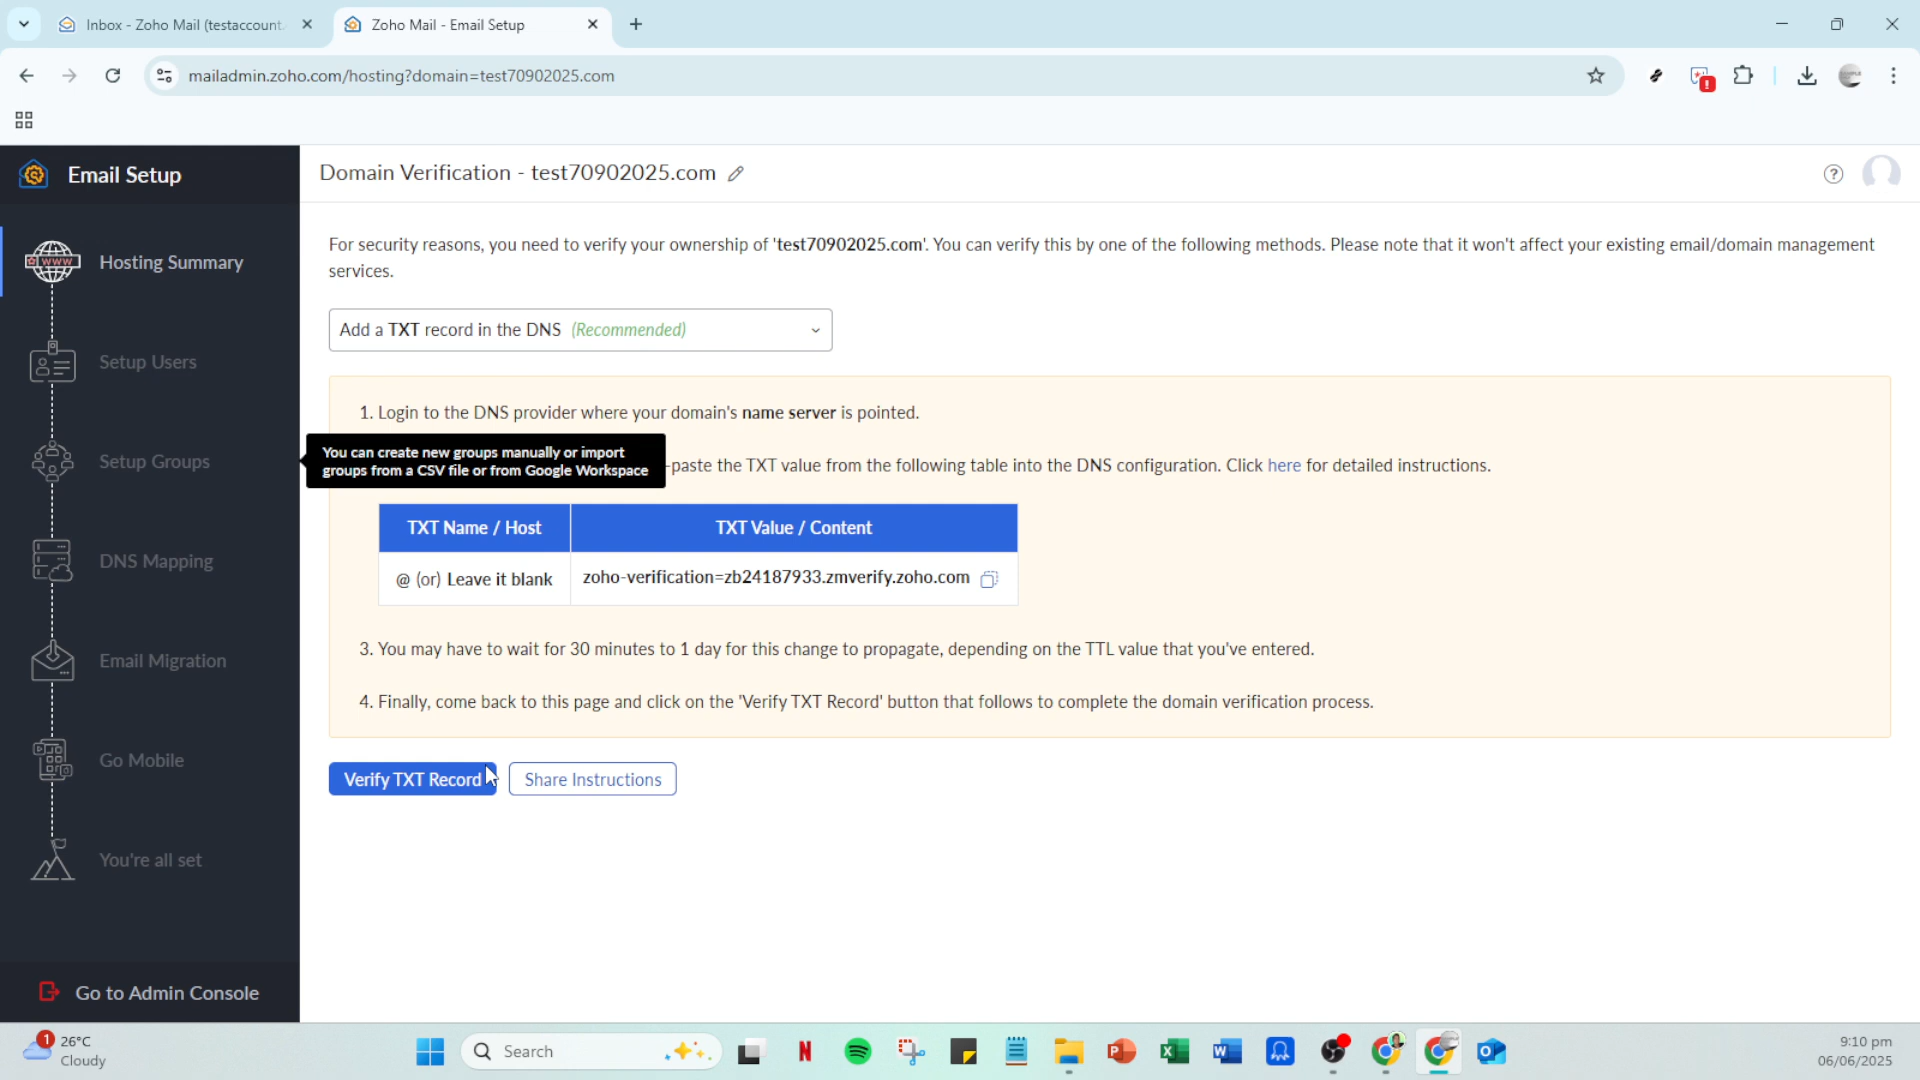 Inbox - Zoho Mail (testaccount.
Zoho Mail - Email Setup
mailadmin.zoho.com/hosting?domain=test70902025.com
Email Setup
Domain Verification - test70902025.com
?
Hosting Summary
Setup Users
Setup Groups
DNS Mapping
Email Migration
Go Mobile
You're all set
Go to Admin Console
For security reasons, you need to verify your ownership of 'test70902025.com'. You can verify this by one of the following methods. Please note that it won't affect your existing email/domain management
services.
Add a TXT record in the DNS (Recommended)
1. Login to the DNS provider where your domain's name server is pointed.
You can create new groups manually or import
groups from a CSV file or from Google Workspace
-paste the TXT value from the following table into the DNS configuration. Click here for detailed instructions.
TXT Name / Host
TXT Value / Content
@ (or) Leave it blank
zoho-verification=zb24187933.zmverify.zoho.com
3. You may have to wait for 30 minutes to 1 day for this change to propagate, depending on the TTL value that you've entered.
4. Finally, come back to this page and click on the 'Verify TXT Record' button that follows to complete the domain verification process.
Verify TXT Record
Share Instructions
1
26°C
Cloudy
Search
9:10 pm
06/06/2025